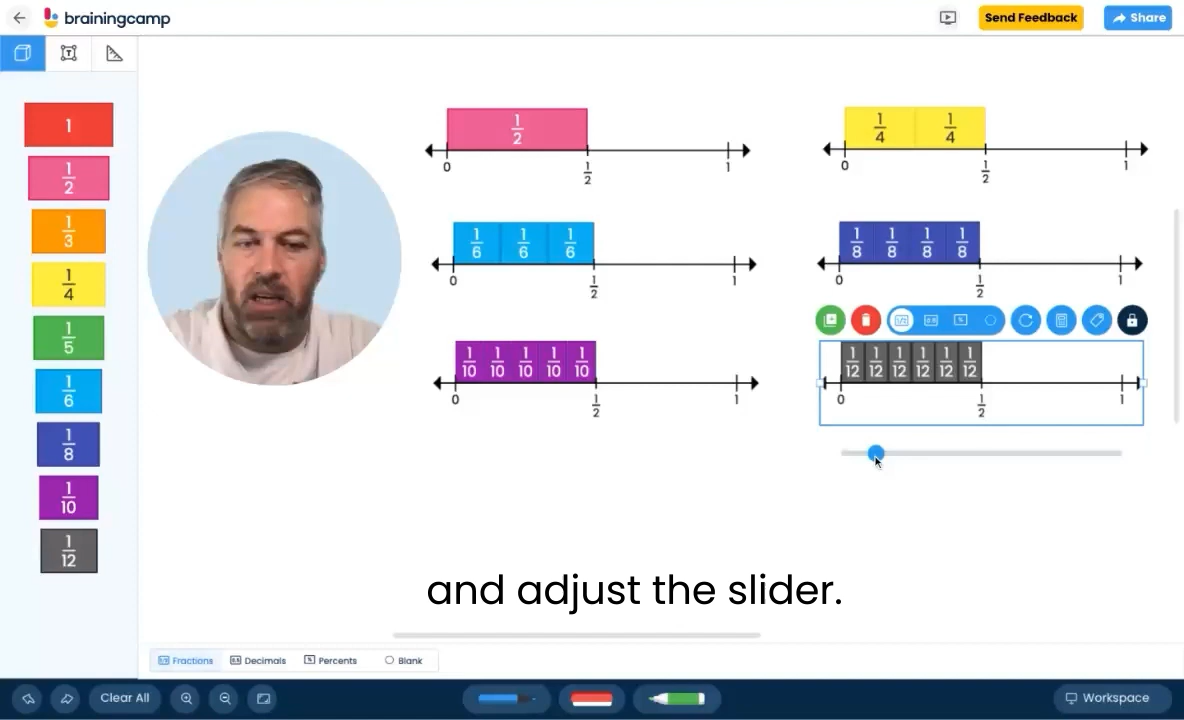 brainingcamp
Send Feedback
Share
1
1/2
1/3
1/4
1/5
1/6
1/8
1/10
1/12
1/2
0 1/2 1
1/4 1/4
0 1/2 1
1/6 1/6 1/6
0 1/2 1
1/8 1/8 1/8 1/8
0 1/2 1
1/10 1/10 1/10 1/10 1/10
0 1/2 1
1/12 1/12 1/12 1/12 1/12 1/12
0 1/2 1
and adjust the slider.
Fractions Decimals Percents Blank
Clear All
Workspace